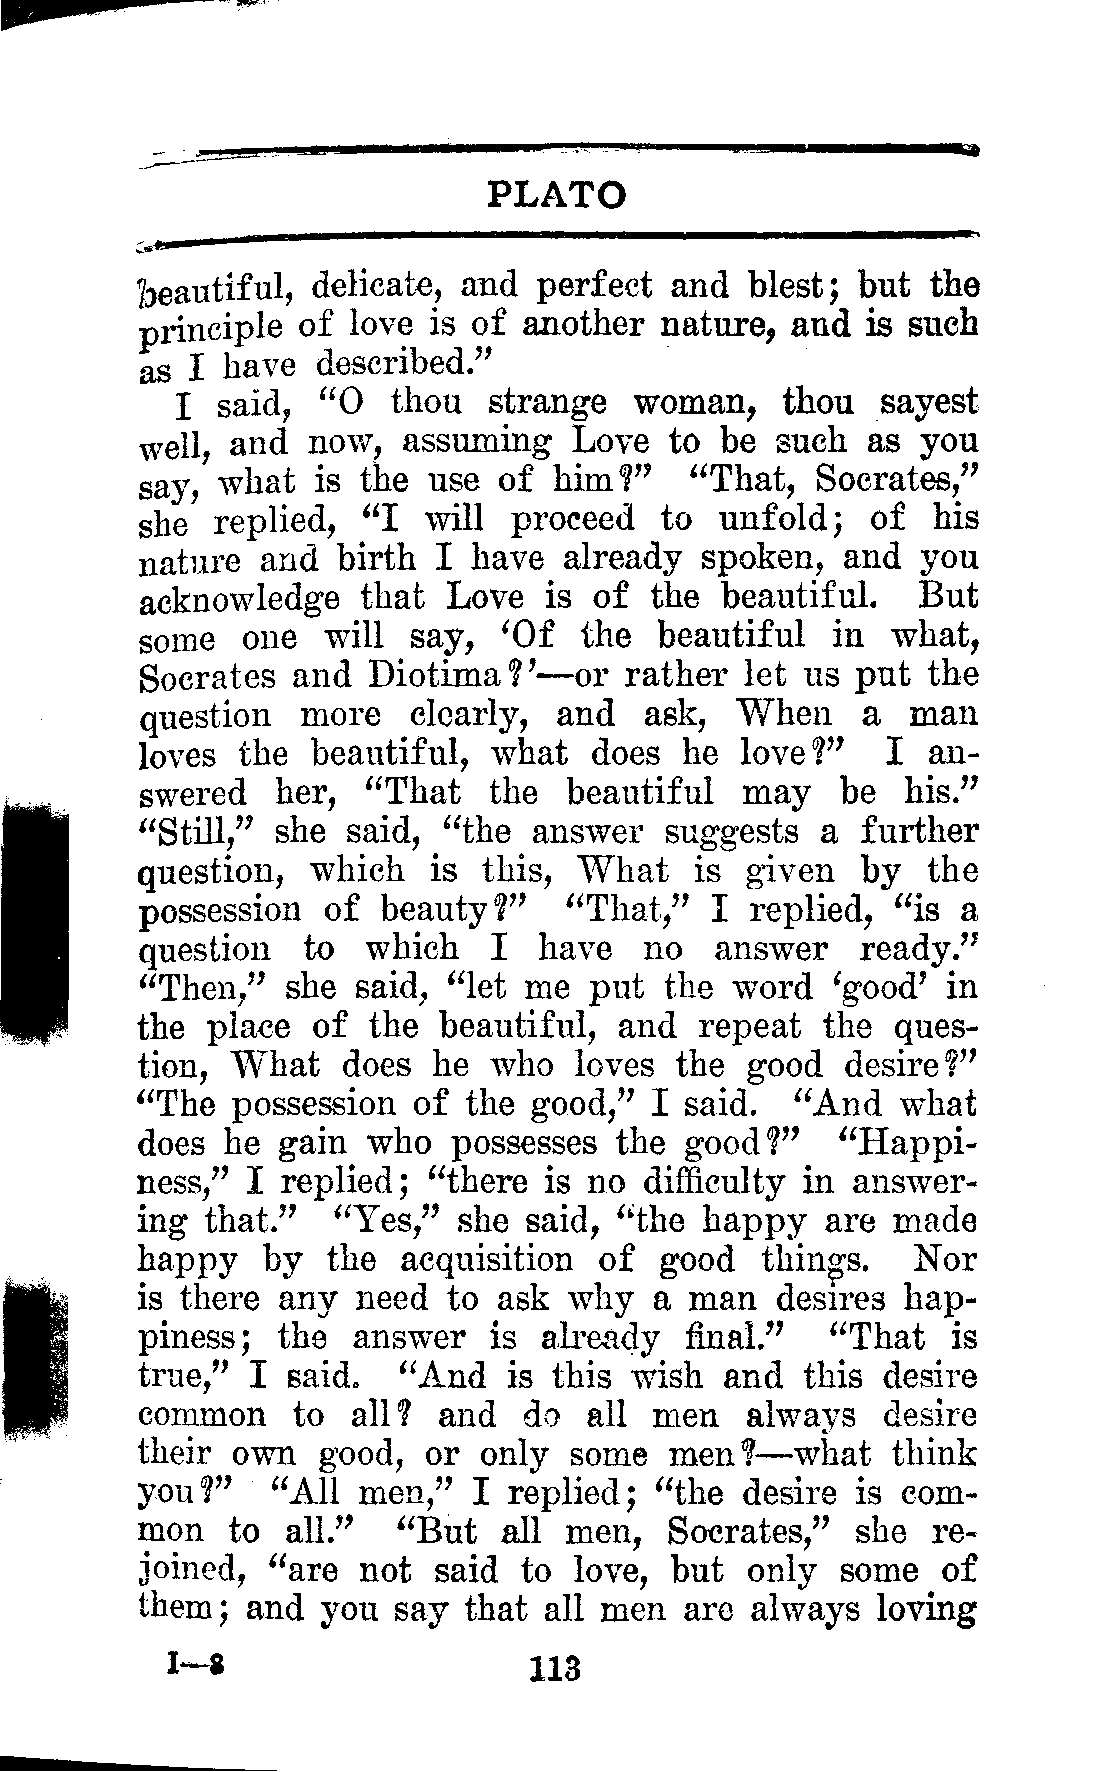 PLATO
beautiful, delicate, and perfect and blest; but the
principle of love is of another nature, and is such
as I have described.”
I said, “O thou strange woman, thou sayest
well, and now, assuming Love to be such as you
say, what is the use of him?” “That, Socrates,”
she replied, “I will proceed to unfold; of his
nature and birth I have already spoken, and you
acknowledge that Love is of the beautiful. But
some one will say, ‘Of the beautiful in what,
Socrates and Diotima?’—or rather let us put the
question more clearly, and ask, When a man
loves the beautiful, what does he love?” I an-
swered her, “That the beautiful may be his.”
“Still,” she said, “the answer suggests a further
question, which is this, What is given by the
possession of beauty?” “That,” I replied, “is a
question to which I have no answer ready.”
“Then,” she said, “let me put the word ‘good’ in
the place of the beautiful, and repeat the ques-
tion, What does he who loves the good desire?”
“The possession of the good,” I said. “And what
does he gain who possesses the good?” “Happi-
ness,” I replied; “there is no difficulty in answer-
ing that.” “Yes,” she said, “the happy are made
happy by the acquisition of good things. Nor
is there any need to ask why a man desires hap-
piness; the answer is already final.” “That is
true,” I said. “And is this wish and this desire
common to all? and do all men always desire
their own good, or only some men?—what think
you?” “All men,” I replied; “the desire is com-
mon to all.” “But all men, Socrates,” she re-
joined, “are not said to love, but only some of
them; and you say that all men are always loving
I—8 113